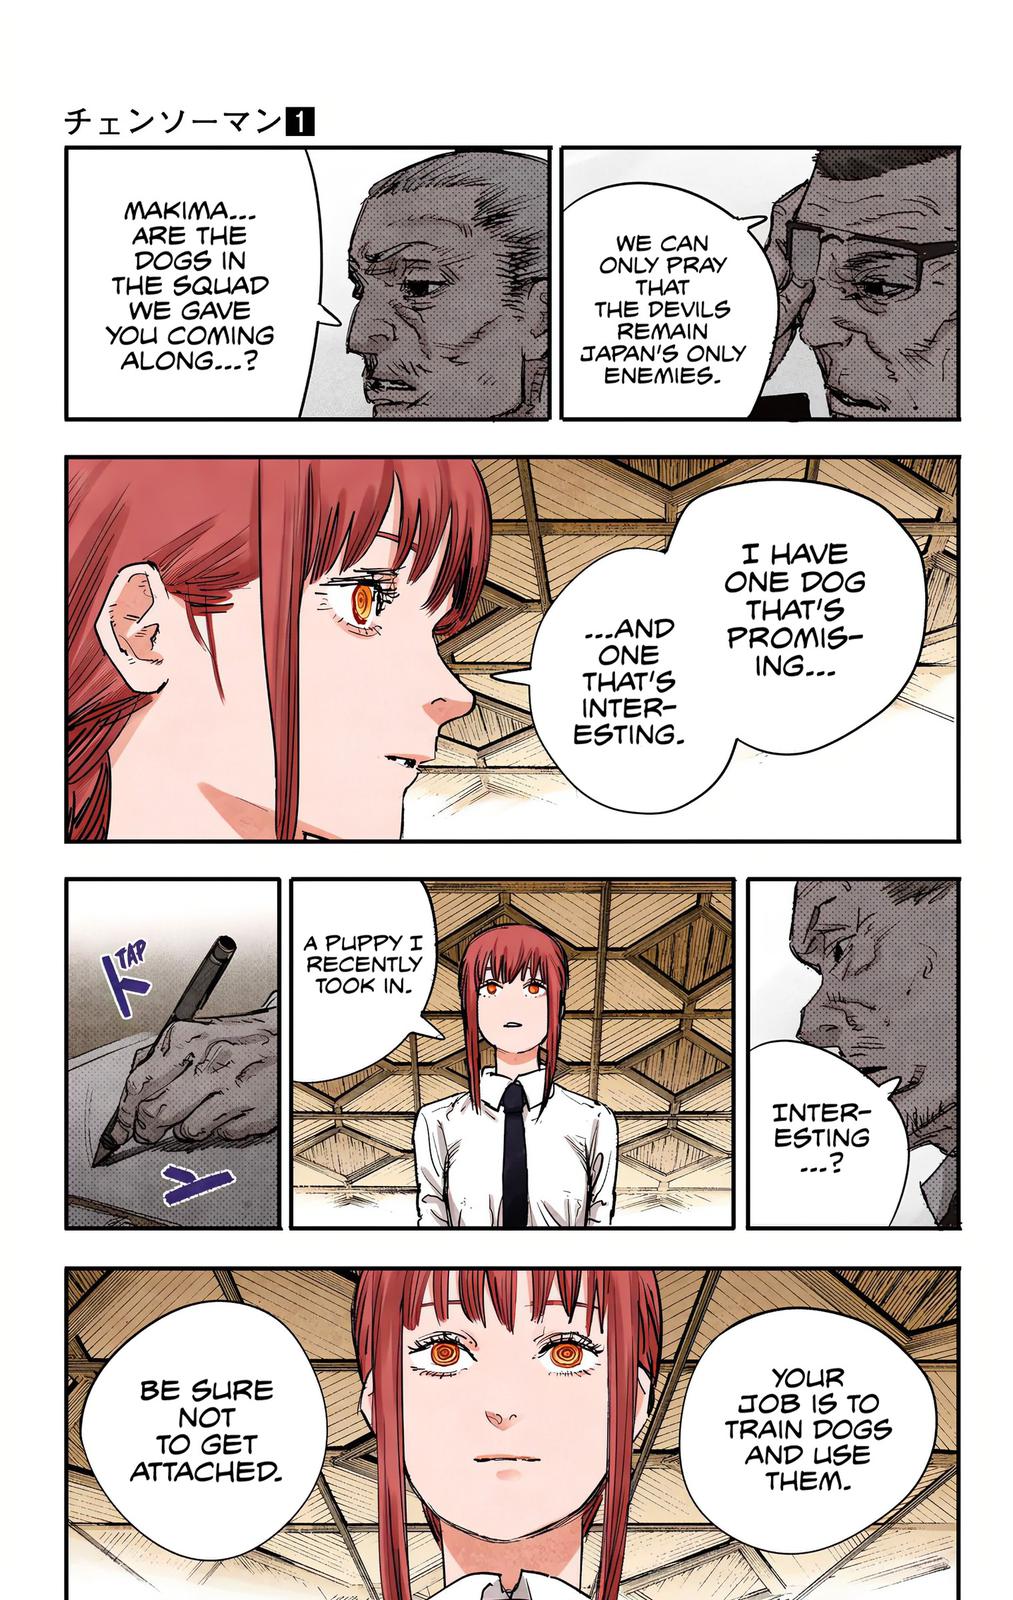 チェンソーマン1
WE CAN
ONLY PRAY
THAT
THE DEVILS
REMAIN
JAPAN'S ONLY
ENEMIES.
MAKIMA...
ARE THE
DOGS IN
THE SQUAD
WE GAVE
YOU COMING
ALONG...?
I HAVE
ONE DOG
THAT'S
PROMIS-
ING...
...AND
ONE
THAT'S
INTER-
ESTING.
INTER-
ESTING
...?
A PUPPY I
RECENTLY
TOOK IN.
TAP
トン
YOUR
JOB IS TO
TRAIN DOGS
AND USE
THEM.
BE SURE
NOT
TO GET
ATTACHED.